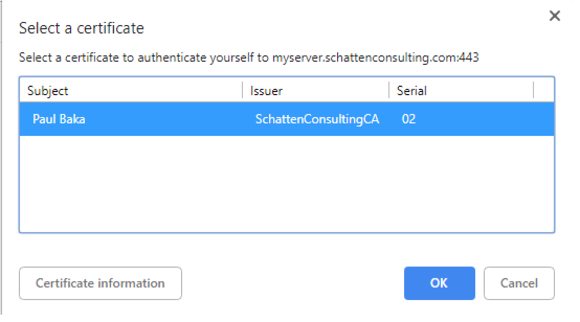 Select a certificate
Select a certificate to authenticate yourself to myserver.schattenconsulting.com:443
Subject Issuer Serial
Paul Baka SchattenConsultingCA 02
Certificate information OK Cancel